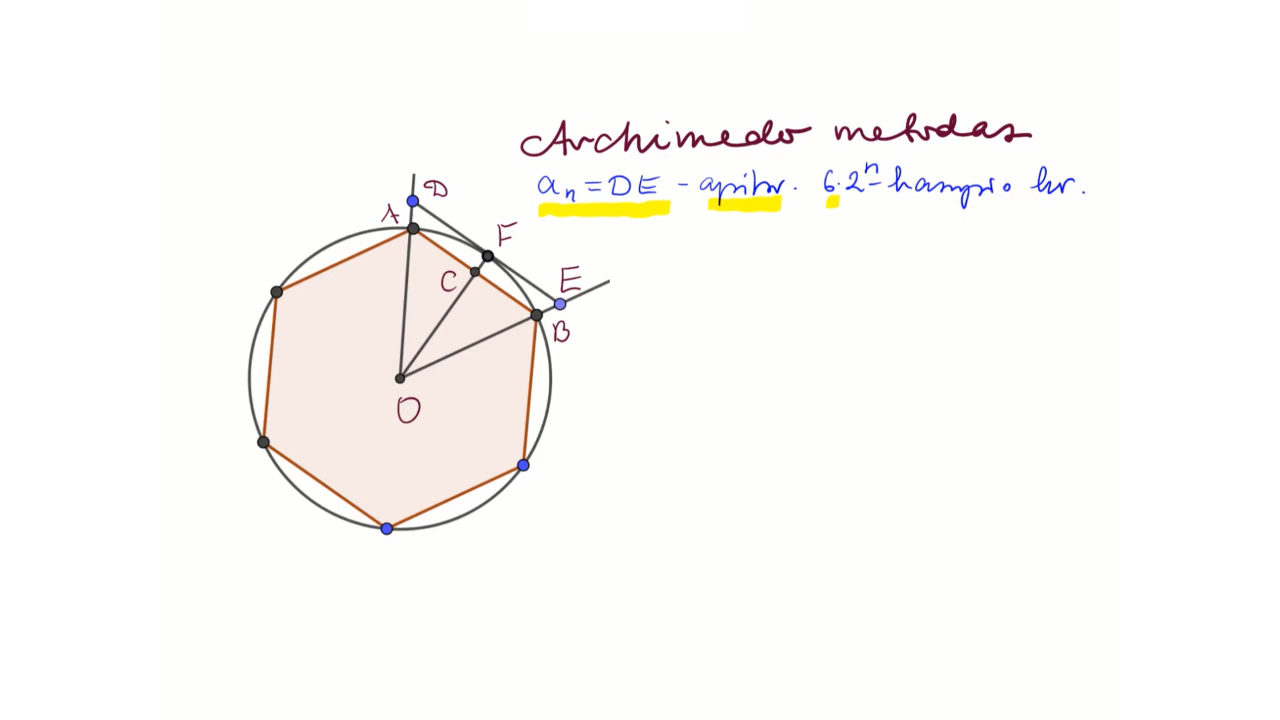 Archimedo metodas
aₙ = DE - apibr. 6·2ⁿ-kampio kr.
D
A
F
C
E
B
O